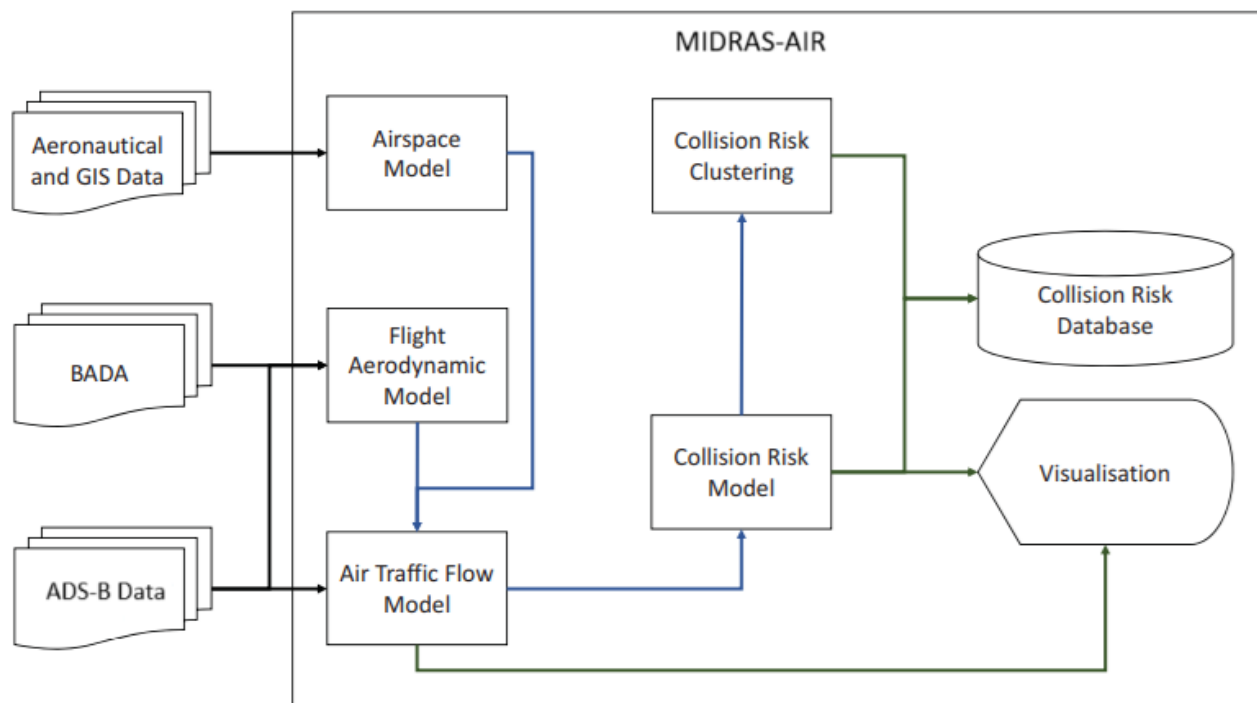 MIDRAS-AIR
Aeronautical
and GIS Data
Airspace
Model
Collision Risk
Clustering
Collision Risk
Database
BADA
Flight
Aerodynamic
Model
Collision Risk
Model
Visualisation
ADS-B Data
Air Traffic Flow
Model